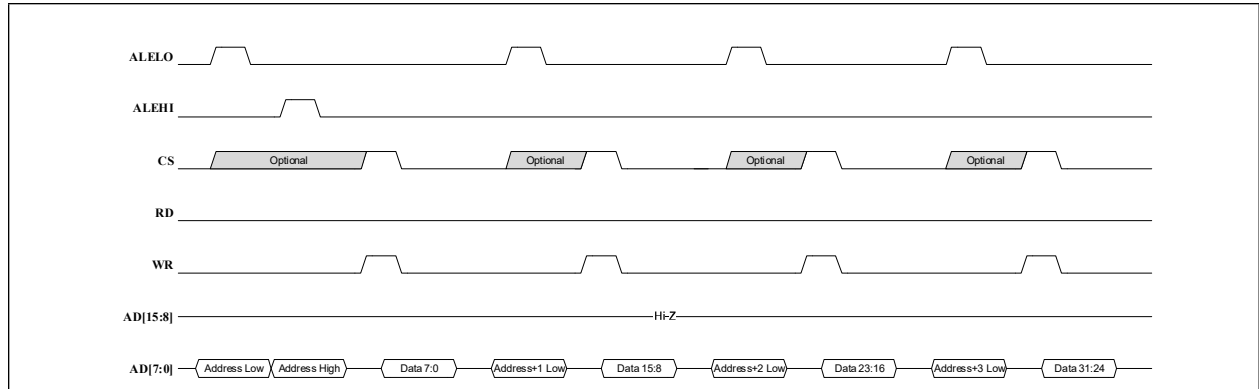 ALELO
ALEHI
CS Optional Optional Optional Optional
RD
WR
AD[15:8] Hi-Z
AD[7:0] Address Low Address High Data 7:0 Address+1 Low Data 15:8 Address+2 Low Data 23:16 Address+3 Low Data 31:24